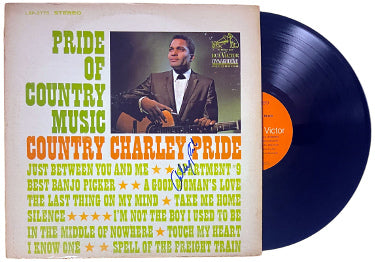 LSP-3775 STEREO
PRIDE
OF
COUNTRY
MUSIC
RCA VICTOR
DYNAGROOVE
RECORDING
COUNTRY CHARLEY PRIDE
JUST BETWEEN YOU AND ME ★★ APARTMENT #9
BEST BANJO PICKER ★★ A GOOD WOMAN'S LOVE
THE LAST THING ON MY MIND ★ TAKE ME HOME
SILENCE ★★★★ I'M NOT THE BOY I USED TO BE
IN THE MIDDLE OF NOWHERE ★ TOUCH MY HEART
I KNOW ONE ★★ SPELL OF THE FREIGHT TRAIN
Victor